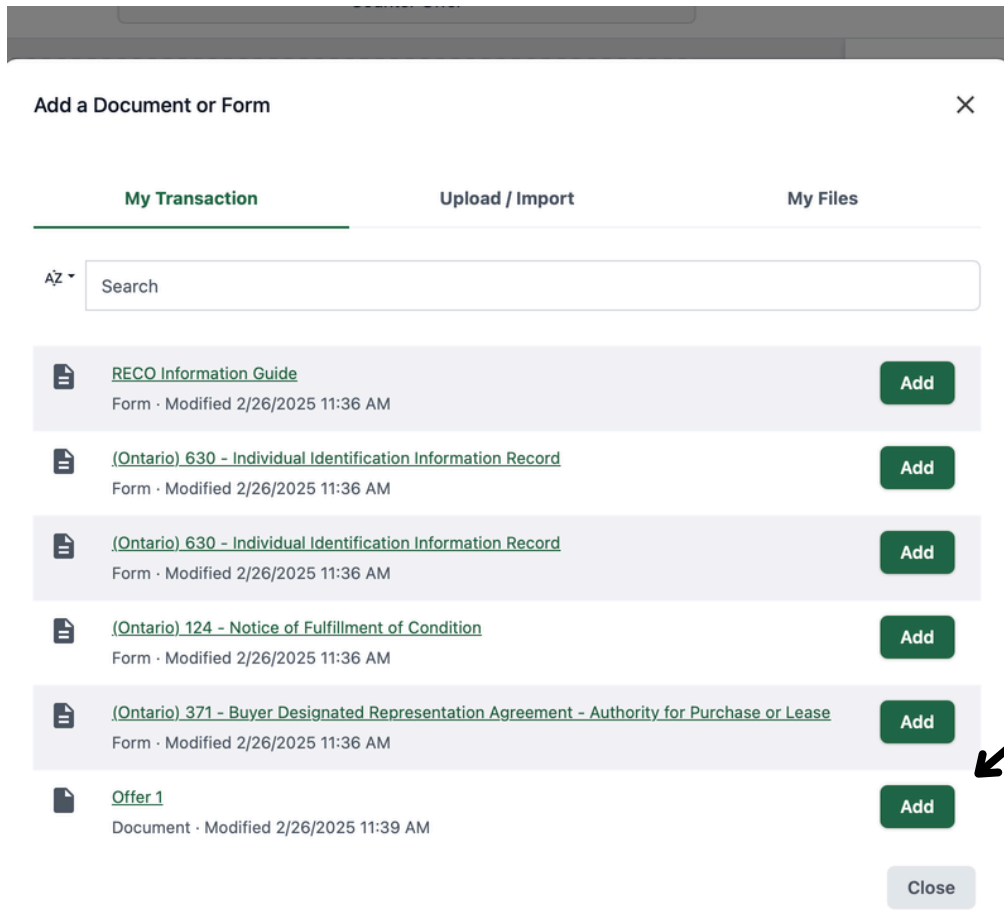 Add a Document or Form
My Transaction
Upload / Import
My Files
AZ
Search
RECO Information Guide
Add
Form · Modified 2/26/2025 11:36 AM
(Ontario) 630 - Individual Identification Information Record
Add
Form · Modified 2/26/2025 11:36 AM
(Ontario) 630 - Individual Identification Information Record
Add
Form · Modified 2/26/2025 11:36 AM
(Ontario) 124 - Notice of Fulfillment of Condition
Add
Form · Modified 2/26/2025 11:36 AM
(Ontario) 371 - Buyer Designated Representation Agreement - Authority for Purchase or Lease
Add
Form · Modified 2/26/2025 11:36 AM
Offer 1
Add
Document · Modified 2/26/2025 11:39 AM
Close